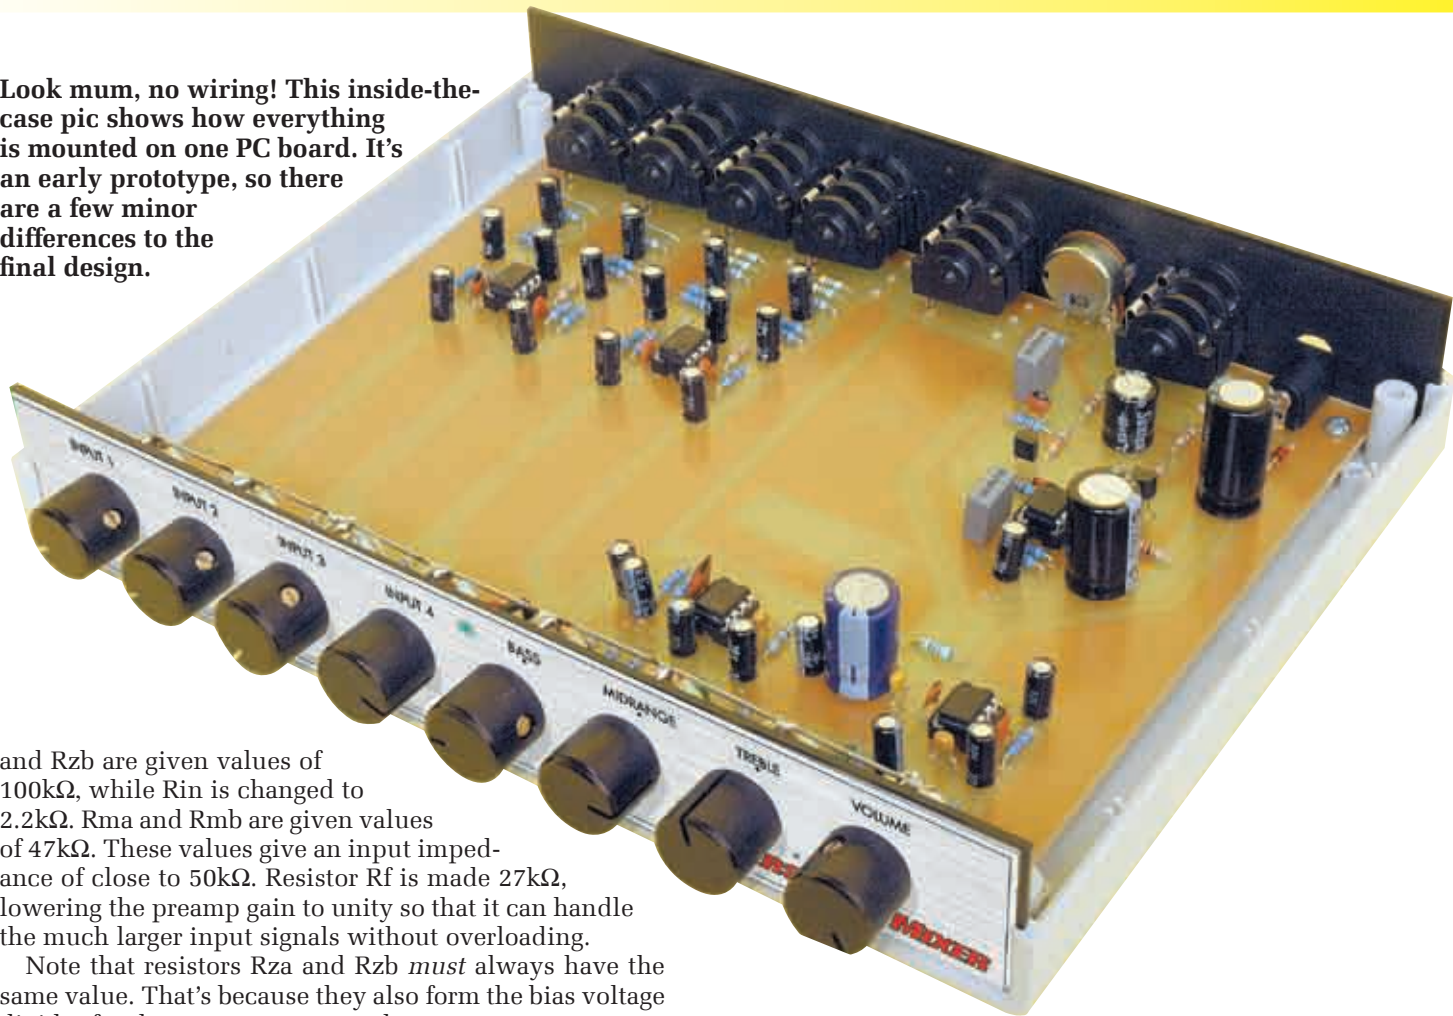 Look mum, no wiring! This inside-the-
case pic shows how everything
is mounted on one PC board. It's
an early prototype, so there
are a few minor
differences to the
final design.
INPUT 1
INPUT 2
INPUT 3
INPUT 4
BASS
MIDRANGE
TREBLE
VOLUME
MIXER
and Rzb are given values of
100kΩ, while Rin is changed to
2.2kΩ. Rma and Rmb are given values
of 47kΩ. These values give an input imped-
ance of close to 50kΩ. Resistor Rf is made 27kΩ,
lowering the preamp gain to unity so that it can handle
the much larger input signals without overloading.
Note that resistors Rza and Rzb must always have the
same value. That's because they also form the bias voltage